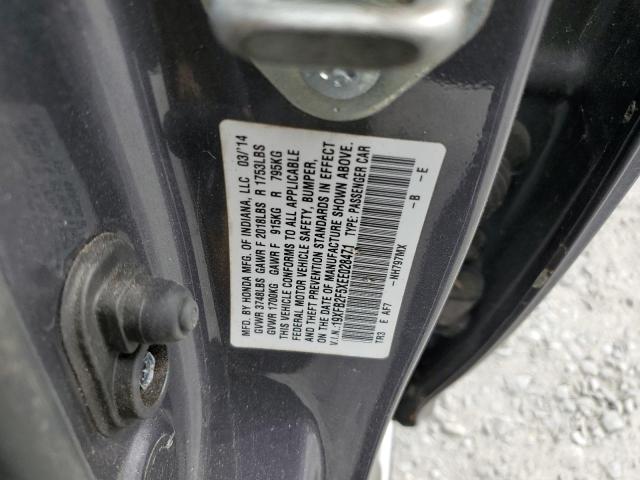 MFD. BY HONDA MFG. OF INDIANA, LLC 03/14
GVWR 3748LBS GAWR F 2018LBS R 1753LBS
GVWR 1700KG GAWR F 915KG R 795KG
THIS VEHICLE CONFORMS TO ALL APPLICABLE
FEDERAL MOTOR VEHICLE SAFETY, BUMPER,
AND THEFT PREVENTION STANDARDS IN EFFECT
ON THE DATE OF MANUFACTURE SHOWN ABOVE.
V.I.N.:19XFB2F5XEE028471 TYPE: PASSENGER CAR
TR3 E AF7 -NH797MX -B -E